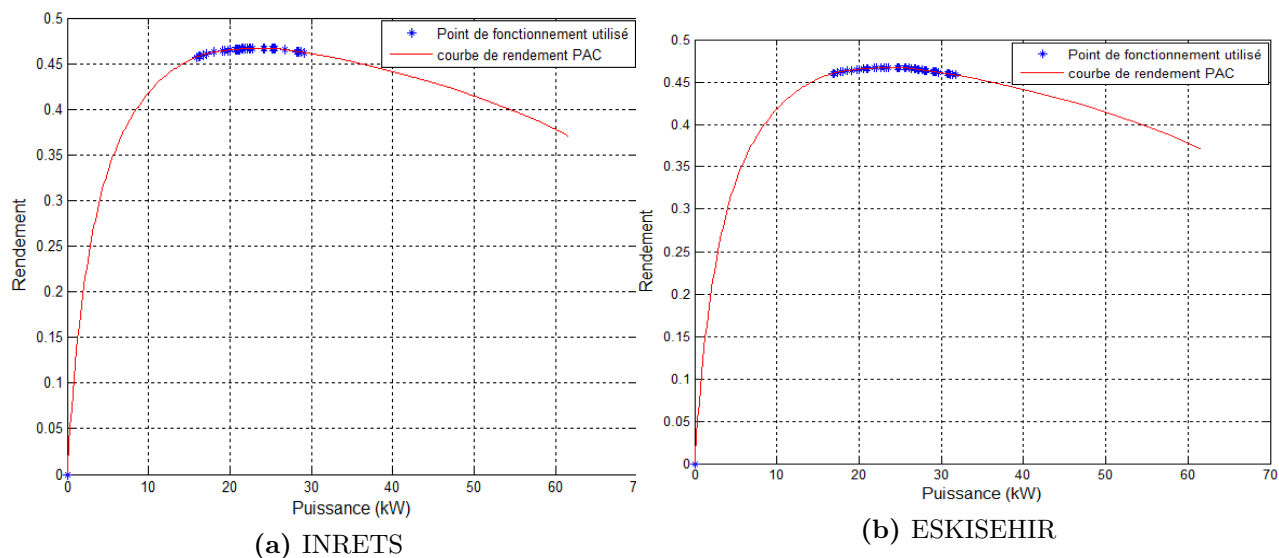 0.5
0.45
0.4
0.35
0.3
0.25
0.2
0.15
0.1
0.05
0
Rendement
Point de fonctionnement utilisé
courbe de rendement PAC
0 10 20 30 40 50 60 7
Puissance (kW)
(a) INRETS
0.5
0.45
0.4
0.35
0.3
0.25
0.2
0.15
0.1
0.05
0
Rendement
Point de fonctionnement utilisé
courbe de rendement PAC
0 10 20 30 40 50 60 70
Puissance (kW)
(b) ESKISEHIR